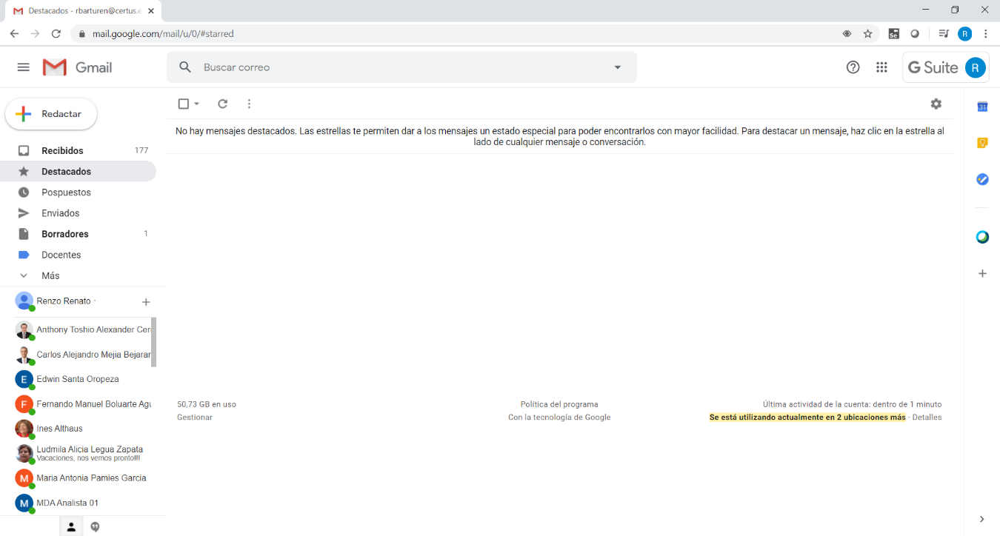 Destacados - rbarturen@certus.e
mail.google.com/mail/u/0/#starred
Se
R
Gmail
Buscar correo
G Suite
R
Redactar
31
No hay mensajes destacados. Las estrellas te permiten dar a los mensajes un estado especial para poder encontrarlos con mayor facilidad. Para destacar un mensaje, haz clic en la estrella al
lado de cualquier mensaje o conversación.
Recibidos 177
Destacados
Pospuestos
Enviados
Borradores 1
Docentes
Más
Renzo Renato
Anthony Toshio Alexander Cer
Carlos Alejandro Mejia Bejarar
E Edwin Santa Oropeza
F Fernando Manuel Boluarte Agu
Ines Althaus
Ludmila Alicia Legua Zapata
Vacaciones, nos vemos pronto!!!
M Maria Antonia Pamies Garcia
M MDA Analista 01
50,73 GB en uso
Gestionar
Política del programa
Con la tecnología de Google
Última actividad de la cuenta: dentro de 1 minuto
Se está utilizando actualmente en 2 ubicaciones más · Detalles